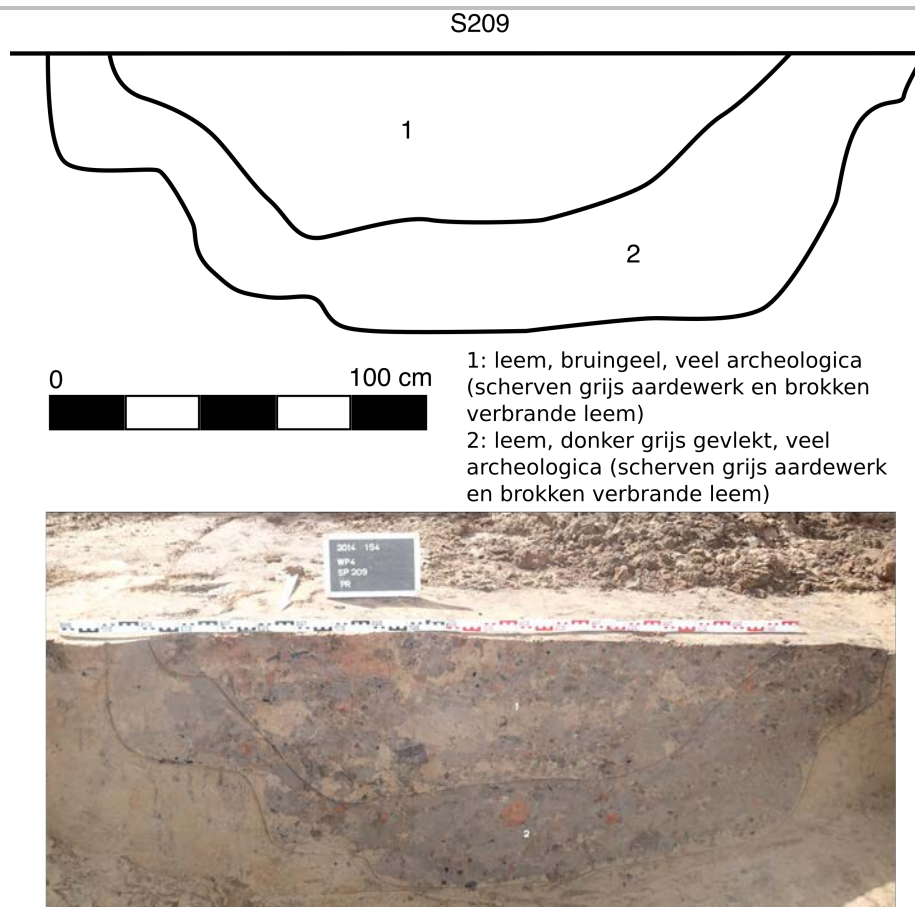 S209
1
2
0 100 cm
1: leem, bruingeel, veel archeologica
(scherven grijs aardewerk en brokken
verbrande leem)
2: leem, donker grijs gevlekt, veel
archeologica (scherven grijs aardewerk
en brokken verbrande leem)
2014 154
WP4
SP 209
PR
1
2